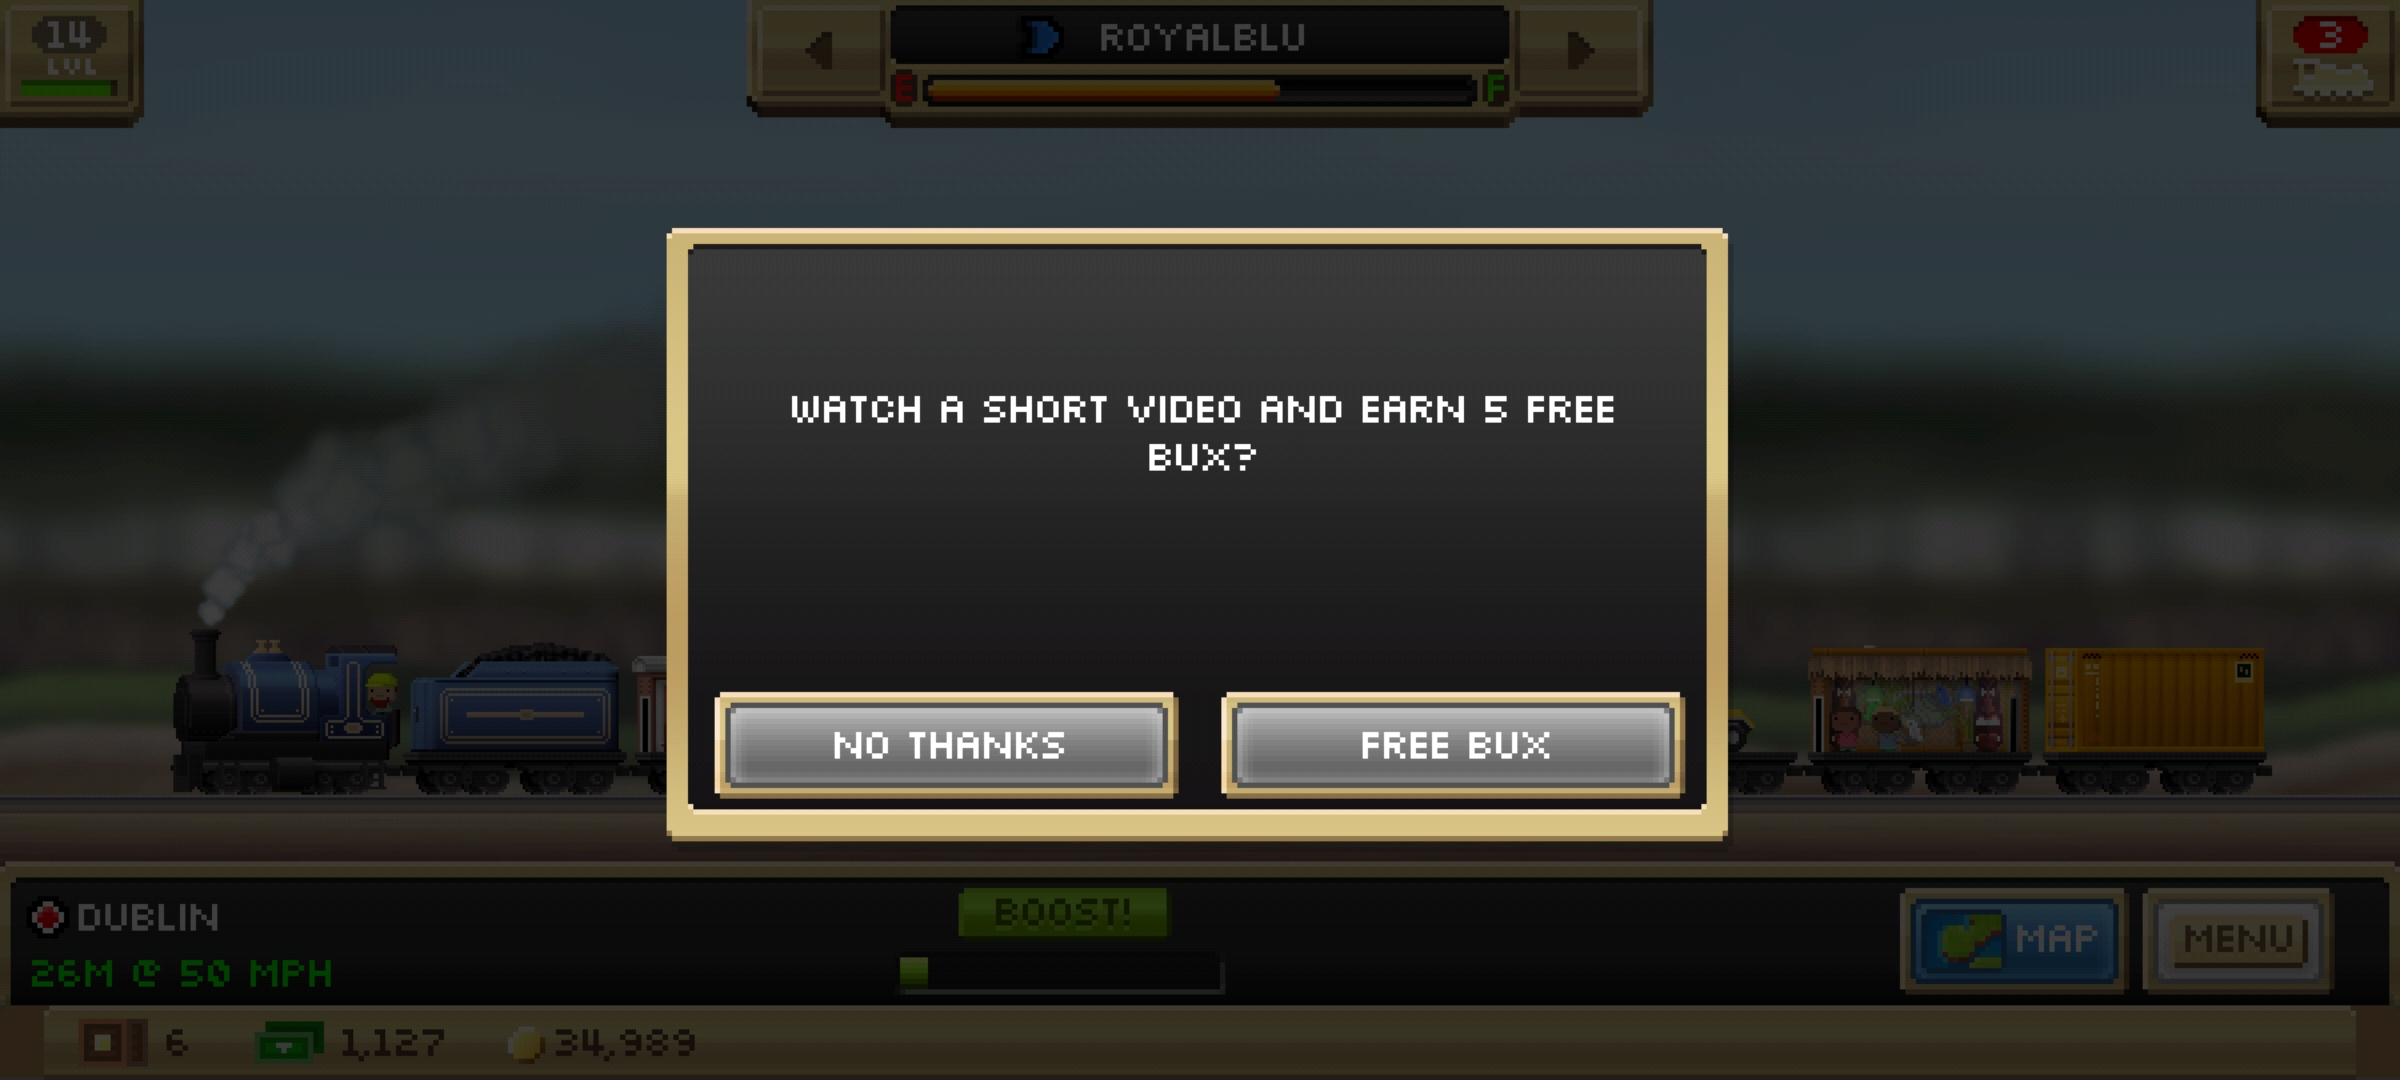 14
LVL
ROYALBLU
E
F
3
WATCH A SHORT VIDEO AND EARN 5 FREE
BUX?
NO THANKS
FREE BUX
DUBLIN
26M @ 50 MPH
BOOST!
MAP
MENU
6
1,127
34,989